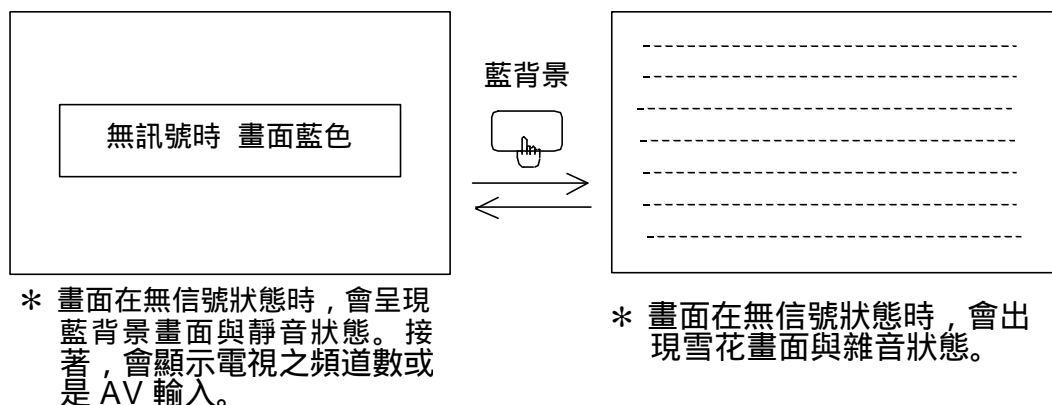 藍背景
無訊號時 畫面藍色
＊ 畫面在無信號狀態時，會呈現
藍背景畫面與靜音狀態。接
著，會顯示電視之頻道數或
是 AV 輸入。
＊ 畫面在無信號狀態時，會出
現雪花畫面與雜音狀態。